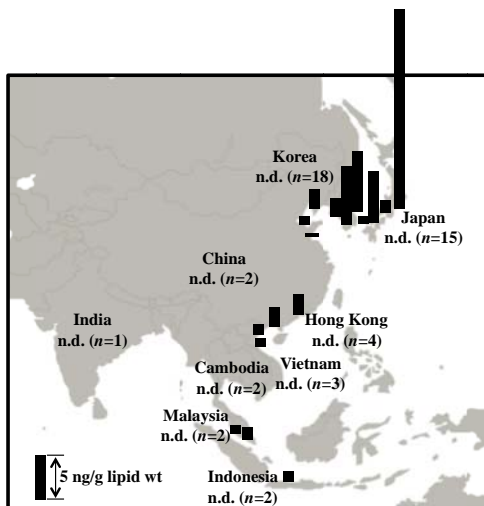 Korea
n.d. (n=18)
Japan
n.d. (n=15)
China
n.d. (n=2)
India
n.d. (n=1)
Hong Kong
n.d. (n=4)
Cambodia
n.d. (n=2)
Vietnam
n.d. (n=3)
Malaysia
n.d. (n=2)
5 ng/g lipid wt
Indonesia
n.d. (n=2)